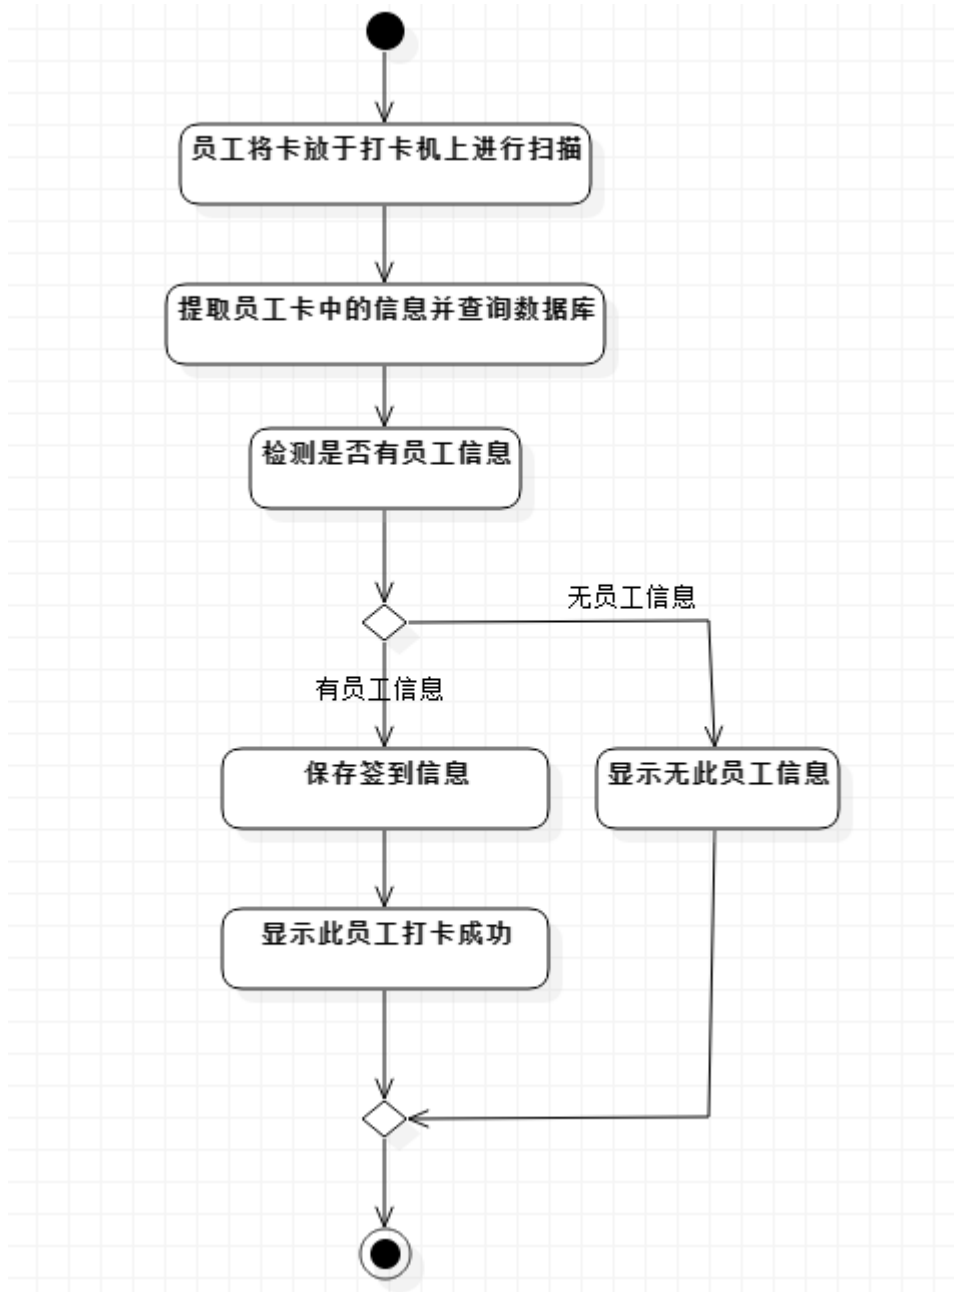 员工将卡放于打卡机上进行扫描
提取员工卡中的信息并查询数据库
检测是否有员工信息
无员工信息
有员工信息
保存签到信息
显示无此员工信息
显示此员工打卡成功